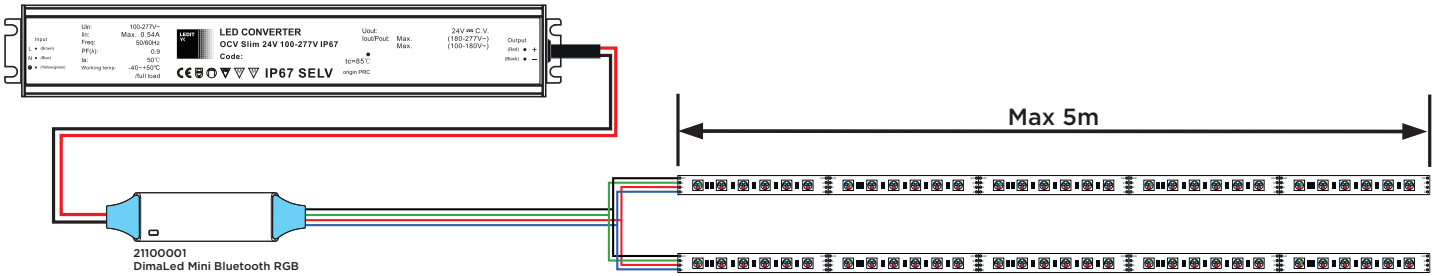 Input
L • (Brown)
N • (Blue)
(Yellow/green)
Uin: 100-277V~
Iin: Max. 0.54A
Freq: 50/60Hz
PF(λ): 0.9
ta: 50℃
Working temp: -40~+50℃
/full load
LEDIT
LED CONVERTER
OCV Slim 24V 100-277V IP67
Code:
IP67 SELV
tc=85℃
origin PRC
Uout: 24V C.V.
Iout/Pout: Max. (180-277V~)
Max. (100-180V~)
Output
(Red) • +
(Black) • −
Max 5m
21100001
DimaLed Mini Bluetooth RGB